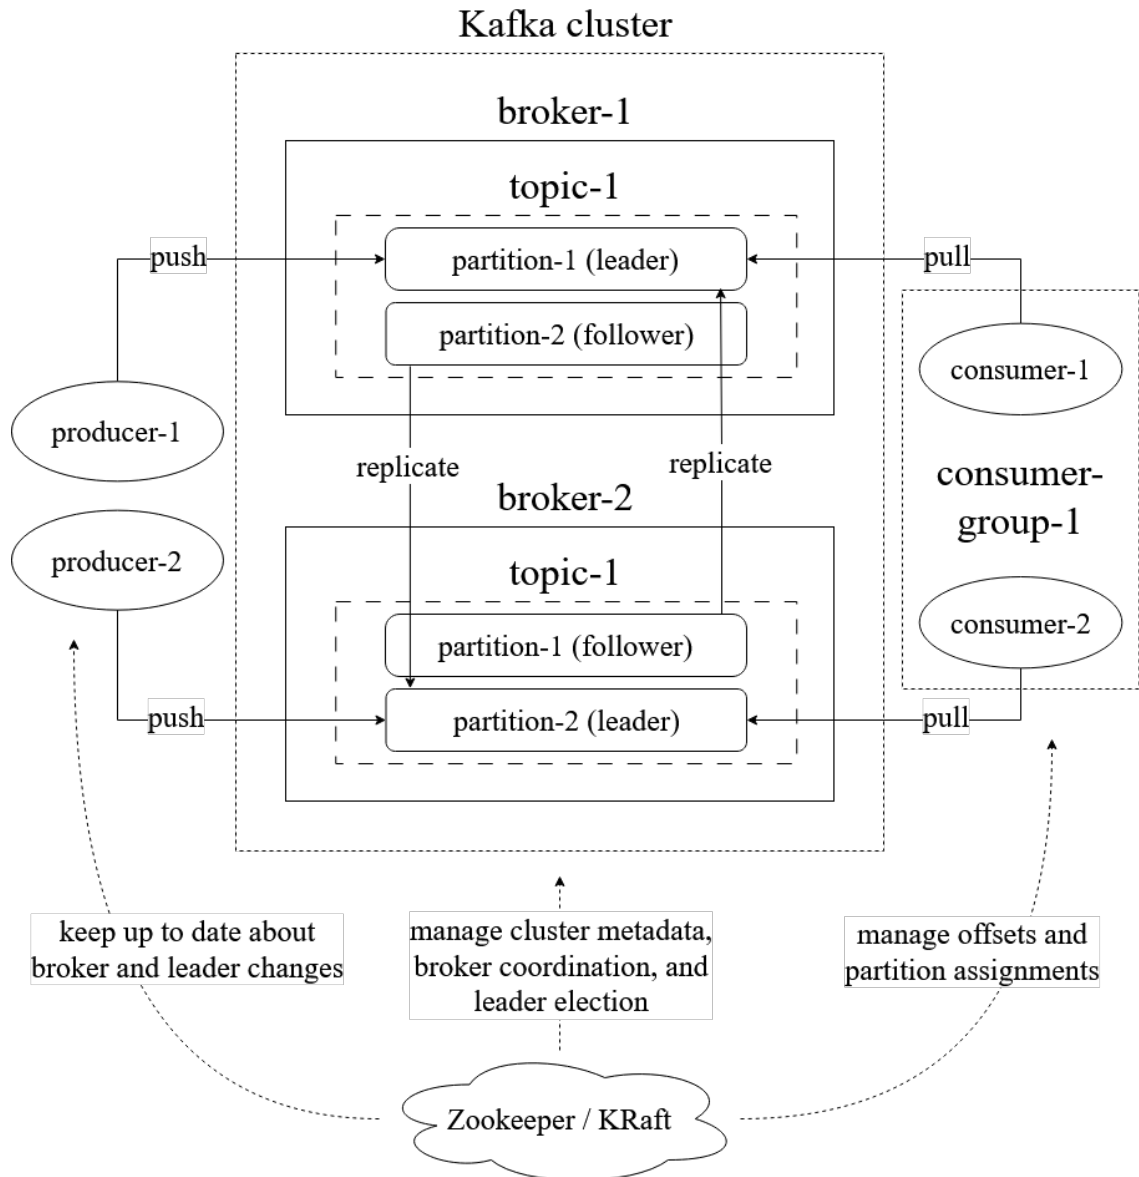 Kafka cluster
broker-1
topic-1
push
partition-1 (leader)
pull
partition-2 (follower)
consumer-1
producer-1
replicate
replicate
consumer-
group-1
broker-2
producer-2
topic-1
partition-1 (follower)
consumer-2
push
partition-2 (leader)
pull
keep up to date about
broker and leader changes
manage cluster metadata,
broker coordination, and
leader election
manage offsets and
partition assignments
Zookeeper / KRaft